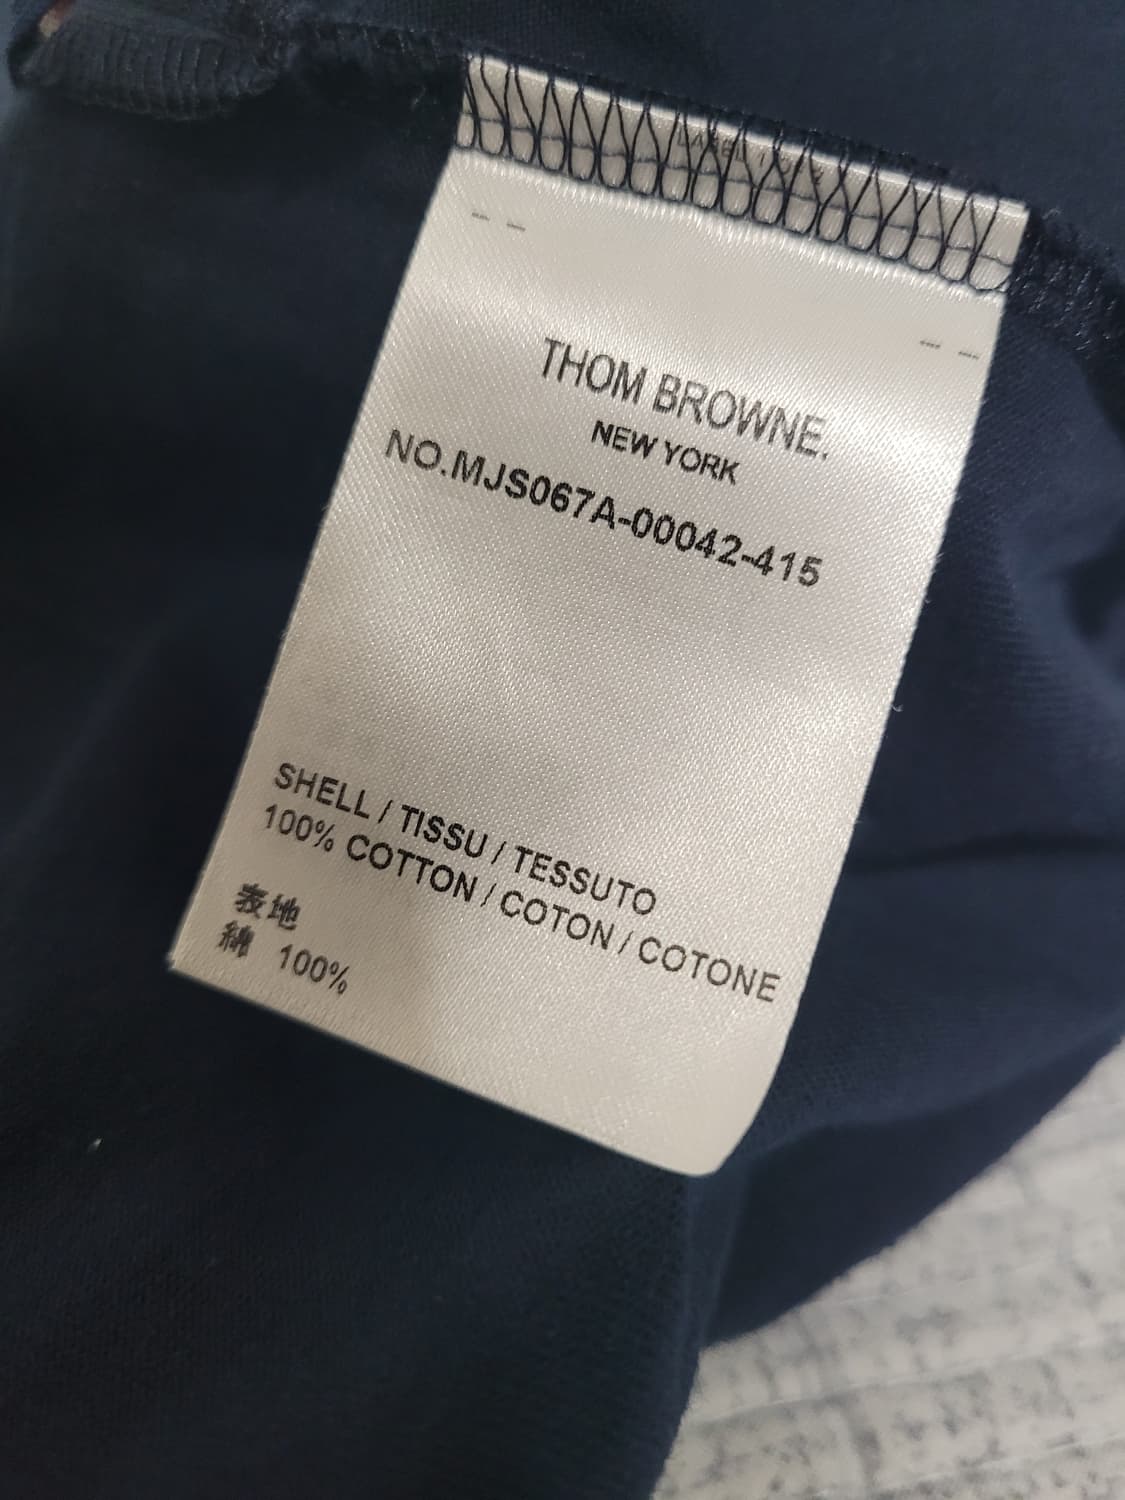 THOM BROWNE.
NEW YORK
NO.MJS067A-00042-415
SHELL / TISSU / TESSUTO
100% COTTON / COTON / COTONE
表地
綿 100%